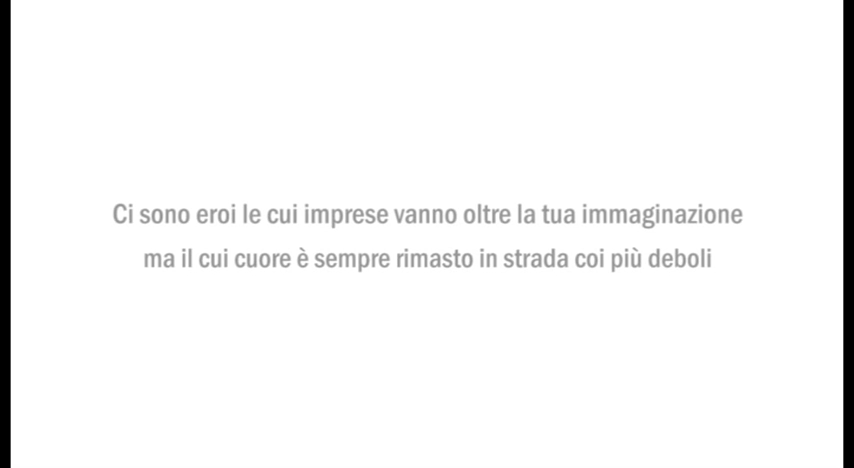 Ci sono eroi le cui imprese vanno oltre la tua immaginazione
ma il cui cuore è sempre rimasto in strada coi più deboli